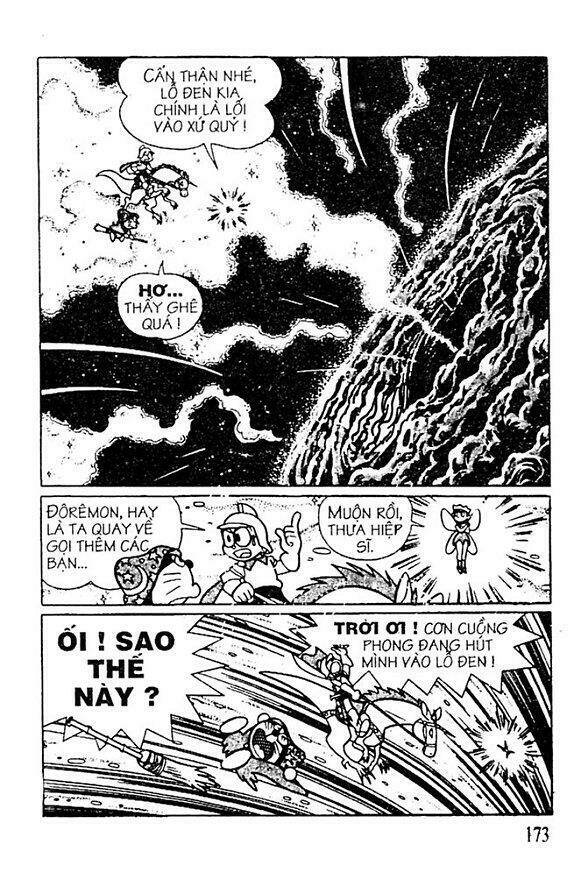 CẨN THẬN NHÉ,
LỖ ĐEN KIA
CHÍNH LÀ LỐI
VÀO XỨ QUỶ !
HƠ...
THẤY GHÊ
QUÁ !
ĐÔRÊMON, HAY
LÀ TA QUAY VỀ
GỌI THÊM CÁC
BẠN...
MUỘN RỒI,
THƯA HIỆP
SĨ.
ỐI ! SAO
THẾ
NÀY ?
TRỜI ƠI ! CƠN CUỒNG
PHONG ĐANG HÚT
MÌNH VÀO LỖ ĐEN !
173